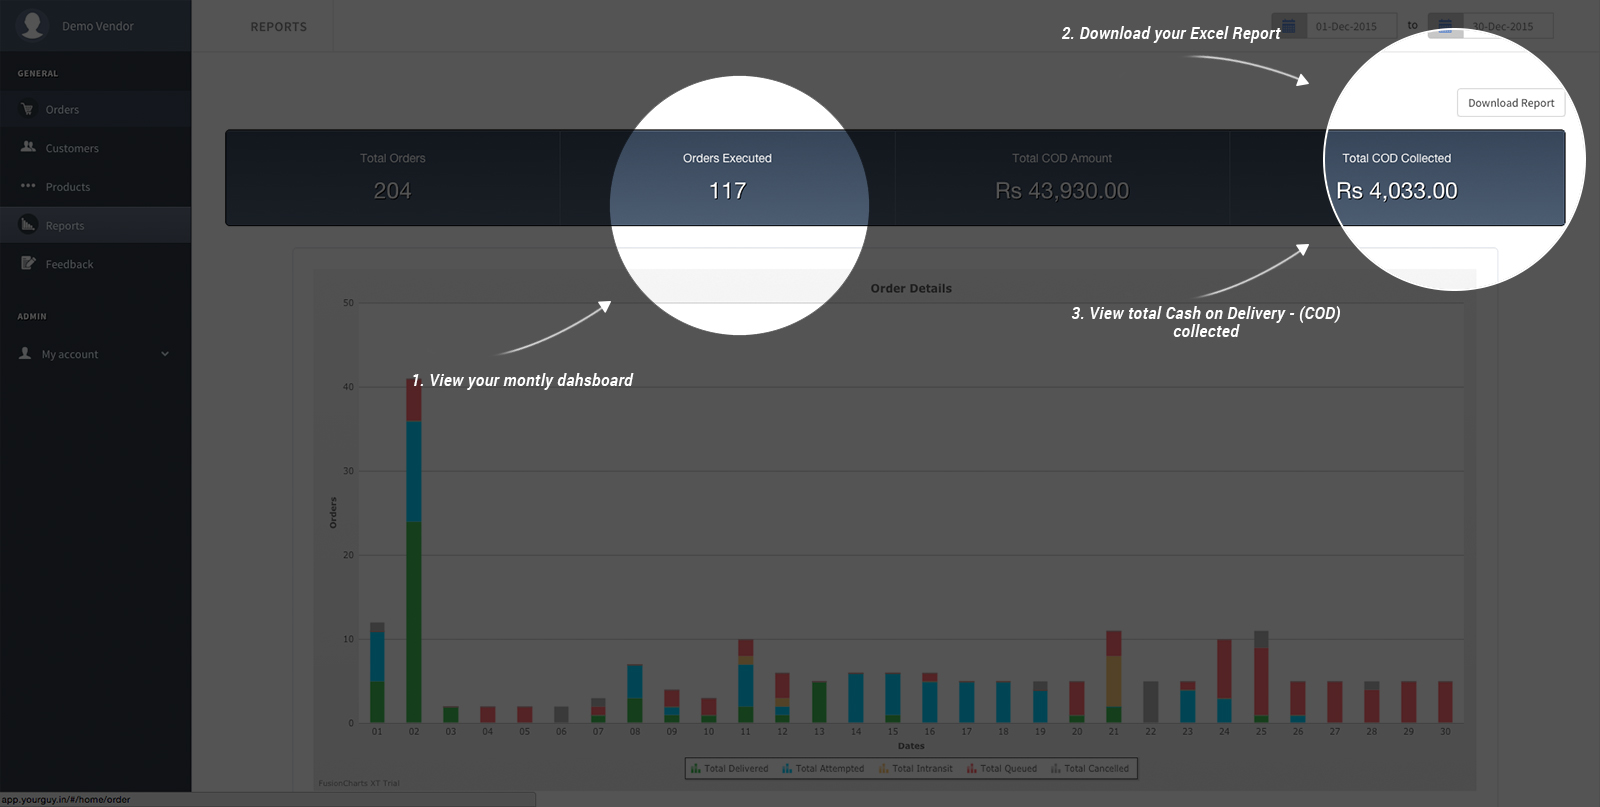 Demo Vendor
REPORTS
01-Dec-2015
to
30-Dec-2015
2. Download your Excel Report
GENERAL
Orders
Customers
Products
Reports
Feedback
ADMIN
My account
Download Report
Total Orders
204
Orders Executed
117
Total COD Amount
Rs 43,930.00
Total COD Collected
Rs 4,033.00
3. View total Cash on Delivery - (COD)
collected
1. View your montly dahsboard
Order Details
50
40
30
20
10
0
Orders
01 02 03 04 05 06 07 08 09 10 11 12 13 14 15 16 17 18 19 20 21 22 23 24 25 26 27 28 29 30
Dates
Total Delivered Total Attempted Total Intransit Total Queued Total Cancelled
FusionCharts XT Trial
app.yourguy.in/#/home/order